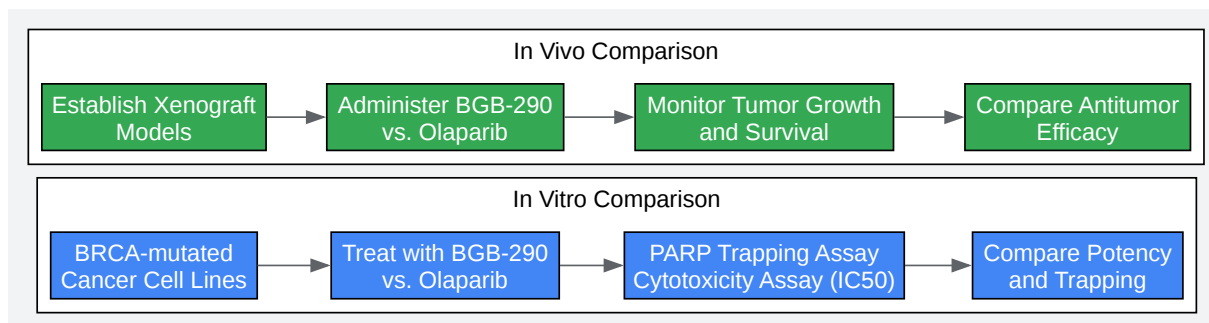 In Vivo Comparison
Establish Xenograft
Models
Administer BGB-290
vs. Olaparib
Monitor Tumor Growth
and Survival
Compare Antitumor
Efficacy
In Vitro Comparison
BRCA-mutated
Cancer Cell Lines
Treat with BGB-290
vs. Olaparib
PARP Trapping Assay
Cytotoxicity Assay (IC50)
Compare Potency
and Trapping